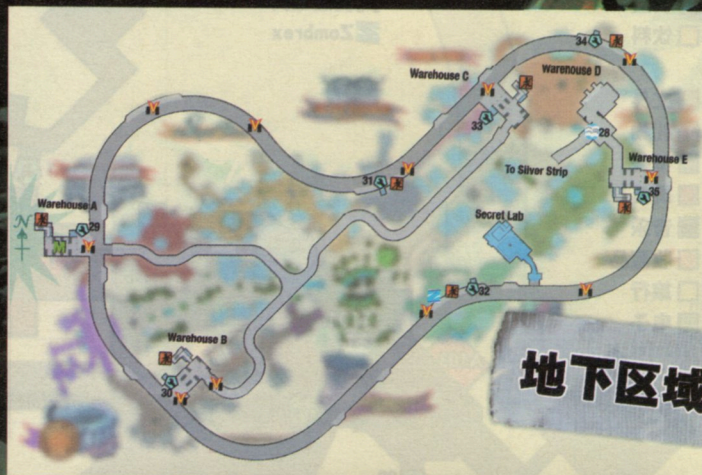 34
Warehouse C
Warehouse D
33
28
To Silver Strip
Warehouse E
31
35
Warehouse A
N
29
Secret Lab
32
Warehouse B
30
地下区域